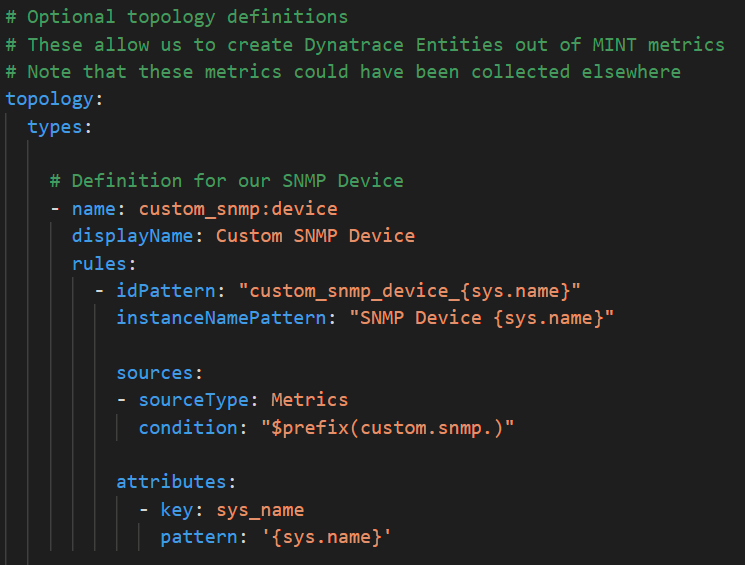 # Optional topology definitions
# These allow us to create Dynatrace Entities out of MINT metrics
# Note that these metrics could have been collected elsewhere
topology:
  types:

    # Definition for our SNMP Device
    - name: custom_snmp:device
      displayName: Custom SNMP Device
      rules:
        - idPattern: "custom_snmp_device_{sys.name}"
          instanceNamePattern: "SNMP Device {sys.name}"

          sources:
          - sourceType: Metrics
            condition: "$prefix(custom.snmp.)"

          attributes:
            - key: sys_name
              pattern: '{sys.name}'